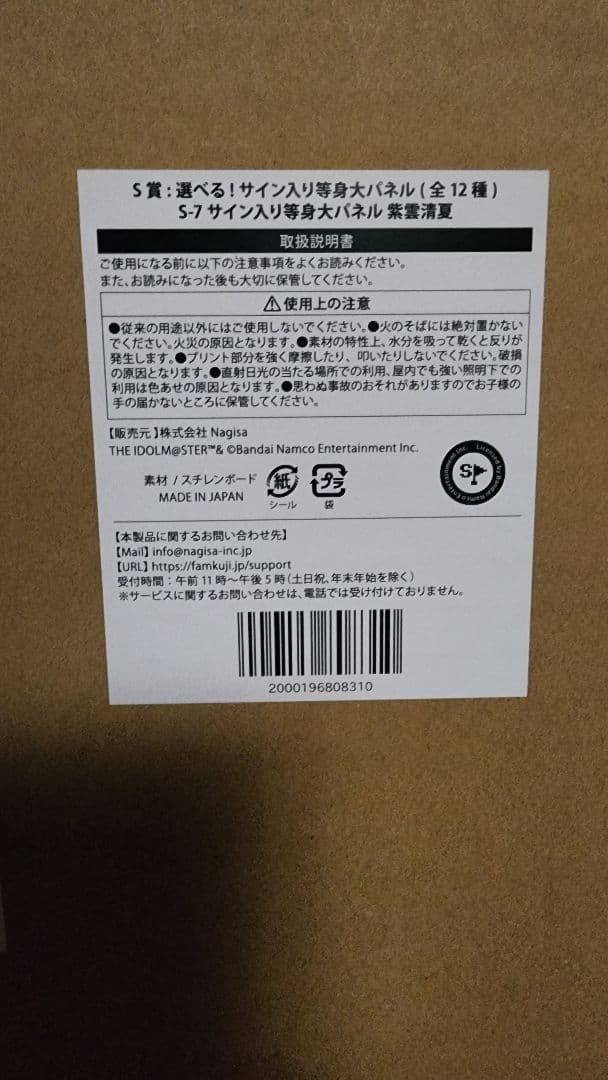 S賞：選べる！サイン入り等身大パネル(全12種)
S-7 サイン入り等身大パネル 紫雲清夏
取扱説明書
ご使用になる前に以下の注意事項をよくお読みください。
また、お読みになった後も大切に保管してください。
⚠使用上の注意
●従来の用途以外にはご使用しないでください。●火のそばには絶対置かない
でください。火災の原因となります。●素材の特性上、水分を吸って乾くと反りが
発生します。●プリント部分を強く摩擦したり、叩いたりしないでください。破損
の原因となります。●直射日光の当たる場所での利用、屋内でも強い照明下での
利用は色あせの原因となります。●思わぬ事故のおそれがありますのでお子様の
手の届かないところに保管してください。
【販売元】株式会社 Nagisa
THE IDOLM@STER™& ©Bandai Namco Entertainment Inc.
素材 / スチレンボード
MADE IN JAPAN
紙
シール
プラ
袋
S
Licensed by Bandai Namco Entertainment Inc.
【本製品に関するお問い合わせ先】
【Mail】info@nagisa-inc.jp
【URL】https://famkuji.jp/support
受付時間：午前11時〜午後5時(土日祝、年末年始を除く)
※サービスに関するお問い合わせは、電話では受け付けておりません。
2000196808310